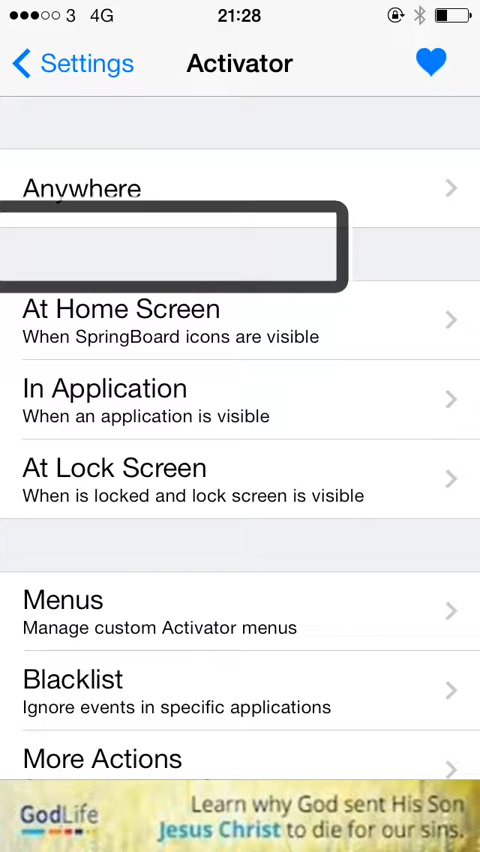 3 4G 21:28
Settings Activator
Anywhere
At Home Screen
When SpringBoard icons are visible
In Application
When an application is visible
At Lock Screen
When is locked and lock screen is visible
Menus
Manage custom Activator menus
Blacklist
Ignore events in specific applications
More Actions
GodLife
Learn why God sent His Son
Jesus Christ to die for our sins.